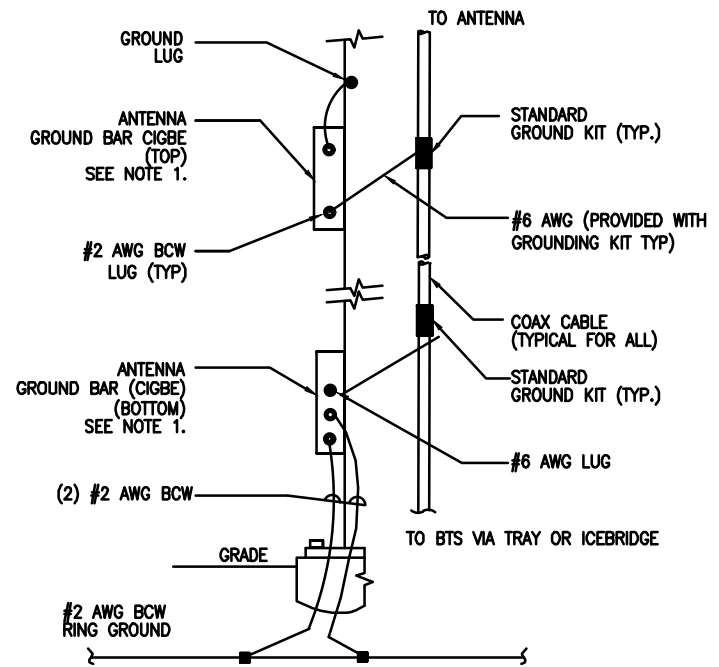 TO ANTENNA
GROUND
LUG
ANTENNA
GROUND BAR CIGBE
(TOP)
SEE NOTE 1.
STANDARD
GROUND KIT (TYP.)
#6 AWG (PROVIDED WITH
GROUNDING KIT TYP)
#2 AWG BCW
LUG (TYP)
COAX CABLE
(TYPICAL FOR ALL)
ANTENNA
GROUND BAR (CIGBE)
(BOTTOM)
SEE NOTE 1.
STANDARD
GROUND KIT (TYP.)
#6 AWG LUG
(2) #2 AWG BCW
TO BTS VIA TRAY OR ICEBRIDGE
GRADE
#2 AWG BCW
RING GROUND